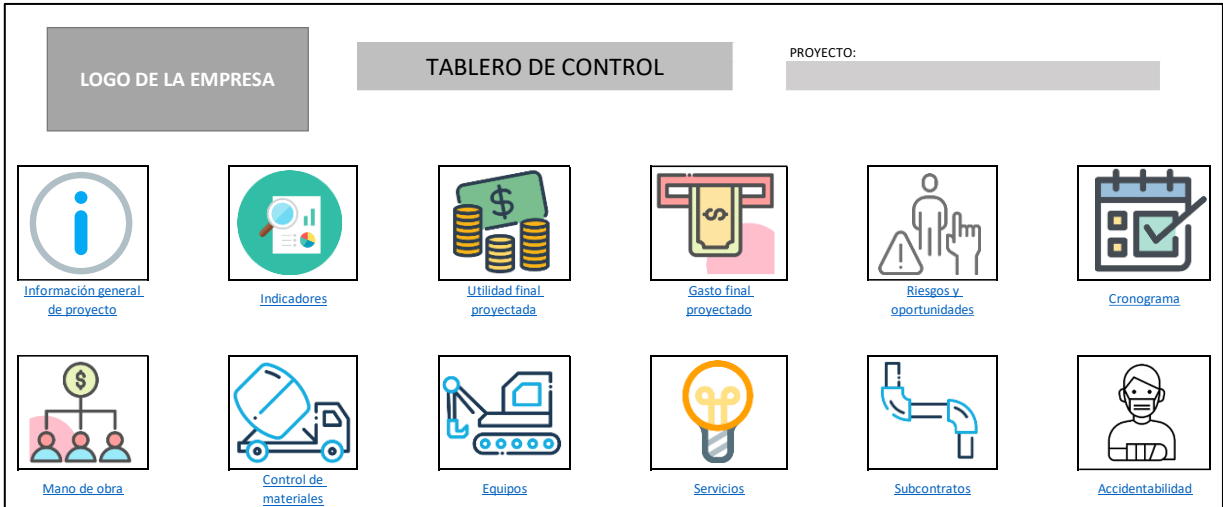 LOGO DE LA EMPRESA
TABLERO DE CONTROL
PROYECTO:
Información general
de proyecto
Indicadores
Utilidad final
proyectada
Gasto final
proyectado
Riesgos y
oportunidades
Cronograma
Mano de obra
Control de
materiales
Equipos
Servicios
Subcontratos
Accidentabilidad